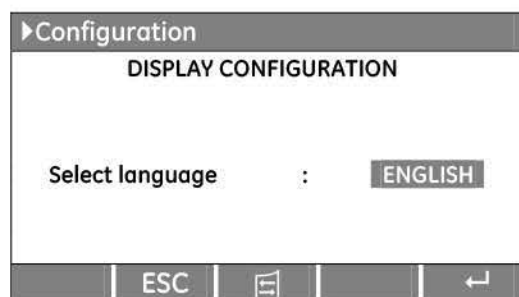 Configuration
DISPLAY CONFIGURATION
Select language : ENGLISH
ESC